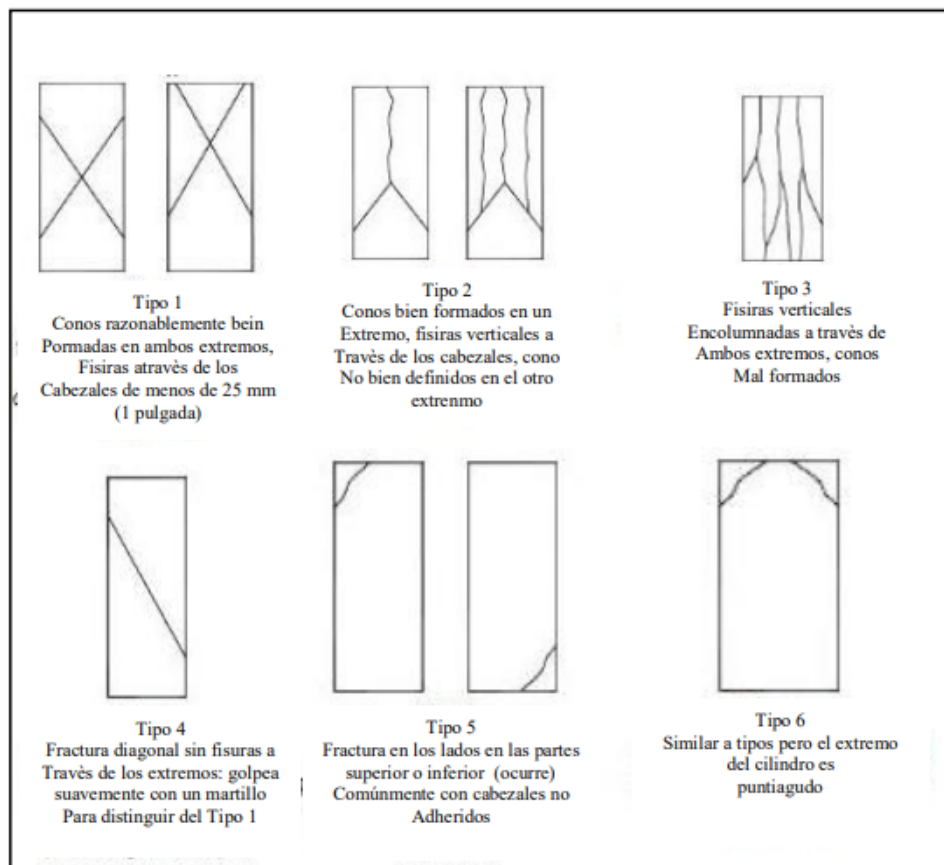 Tipo 1
Conos razonablemente bein
Pormadas en ambos extremos,
Fisiras através de los
Cabezales de menos de 25 mm
(1 pulgada)
Tipo 2
Conos bien formados en un
Extremo, fisiras verticales a
Travès de los cabezales, cono
No bien definidos en el otro
extrenmo
Tipo 3
Fisiras verticales
Encolumnadas a travès de
Ambos extremos, conos
Mal formados
Tipo 4
Fractura diagonal sin fisuras a
Travès de los extremos: golpea
suavemente con un martillo
Para distinguir del Tipo 1
Tipo 5
Fractura en los lados en las partes
superior o inferior (ocurre)
Comúnmente con cabezales no
Adheridos
Tipo 6
Similar a tipos pero el extremo
del cilindro es
puntiagudo